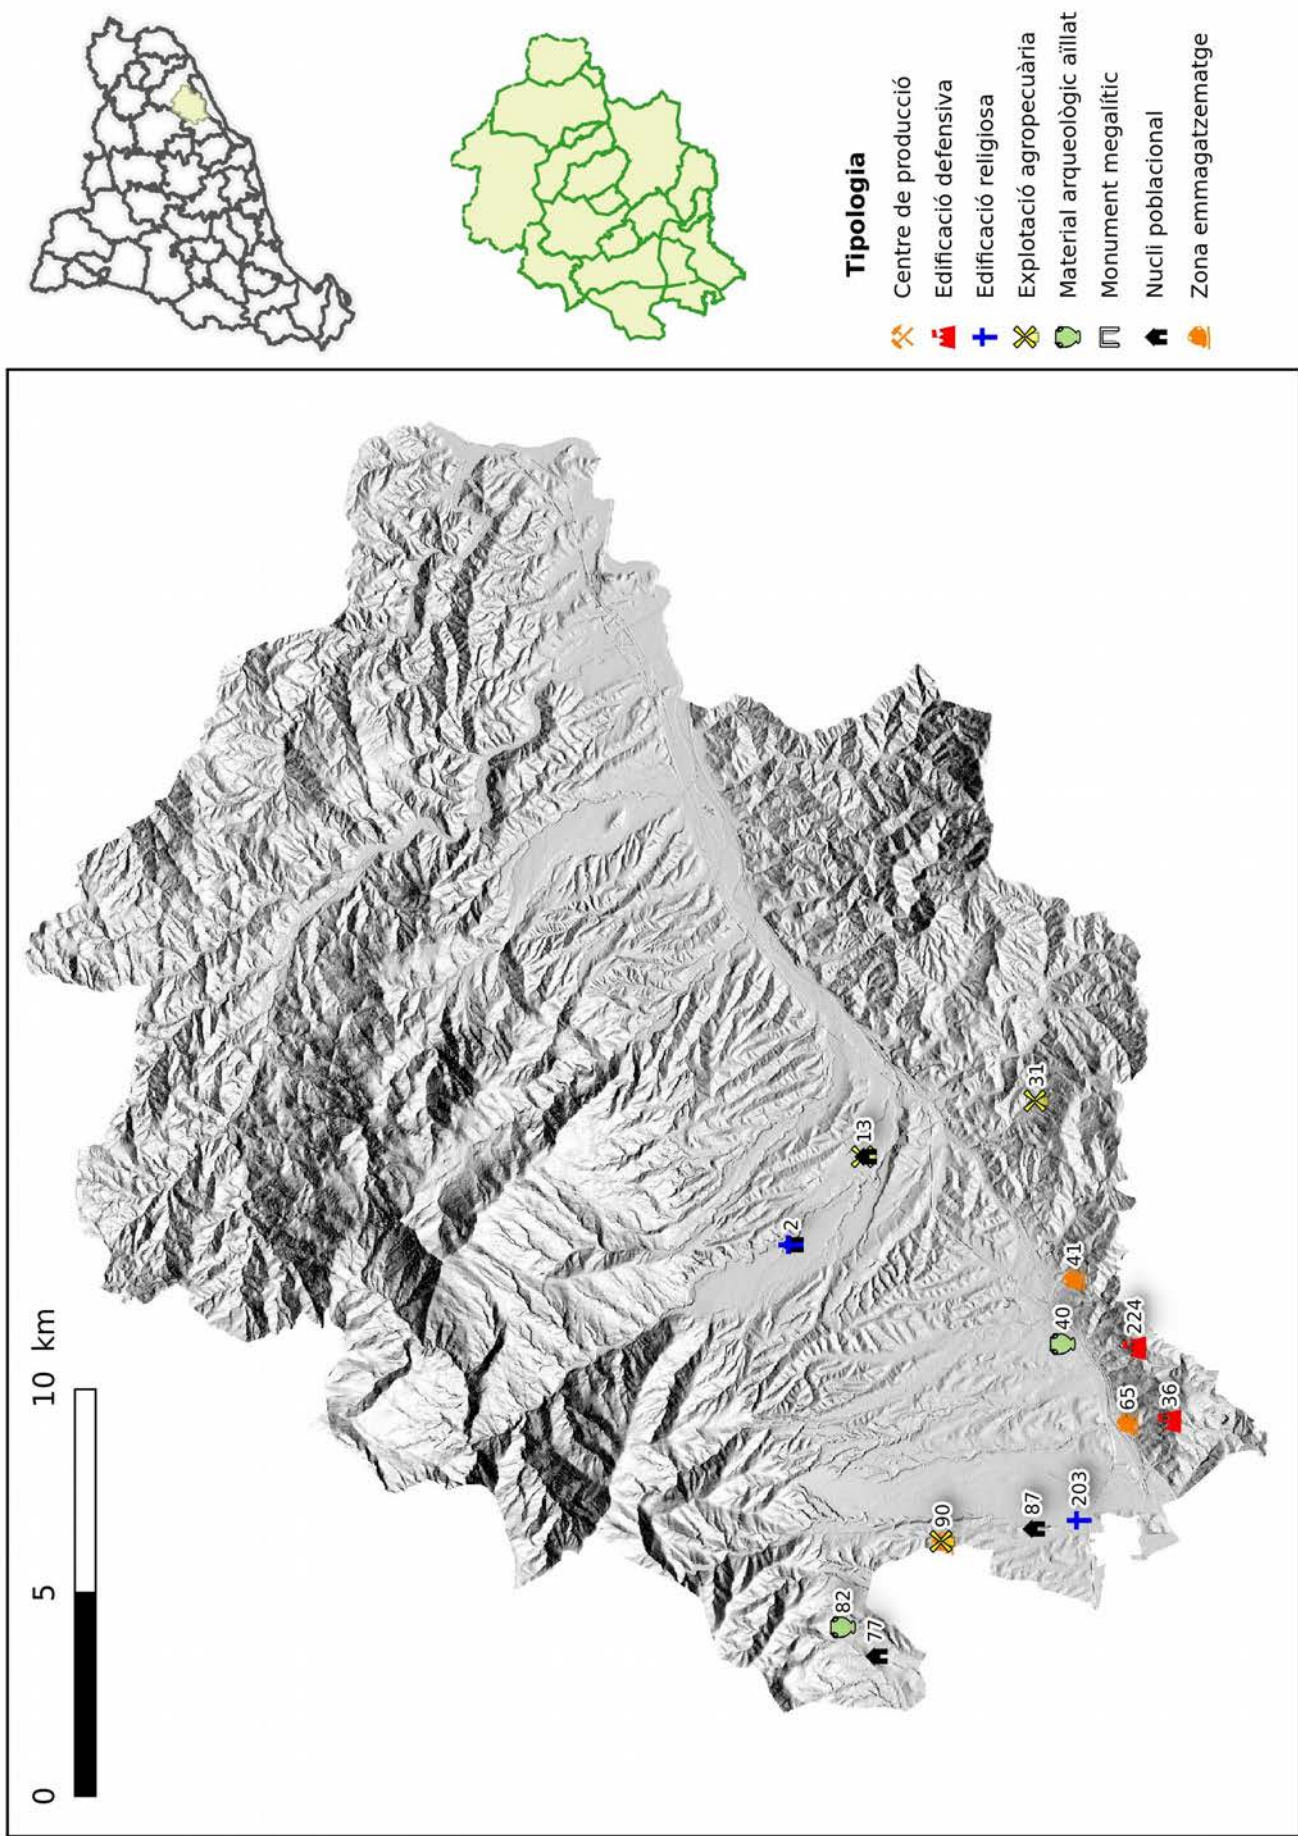 0 5 10 km
82
77
90
87
203
65
36
40
224
41
2
13
31
Tipologia
Centre de producció
Edificació defensiva
Edificació religiosa
Explotació agropecuària
Material arqueològic aïllat
Monument megalític
Nucli poblacional
Zona emmagatzematge